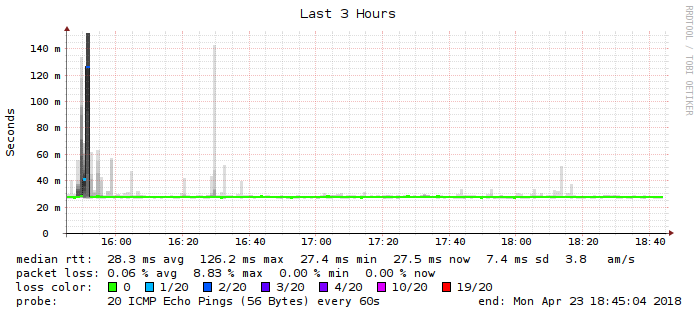 Last 3 Hours
RRDTOOL / TOBI OETIKER
Seconds
140 m
120 m
100 m
80 m
60 m
40 m
20 m
0
16:00 16:20 16:40 17:00 17:20 17:40 18:00 18:20 18:40
median rtt: 28.3 ms avg 126.2 ms max 27.4 ms min 27.5 ms now 7.4 ms sd 3.8 am/s
packet loss: 0.06 % avg 8.83 % max 0.00 % min 0.00 % now
loss color: 0 1/20 2/20 3/20 4/20 10/20 19/20
probe: 20 ICMP Echo Pings (56 Bytes) every 60s end: Mon Apr 23 18:45:04 2018